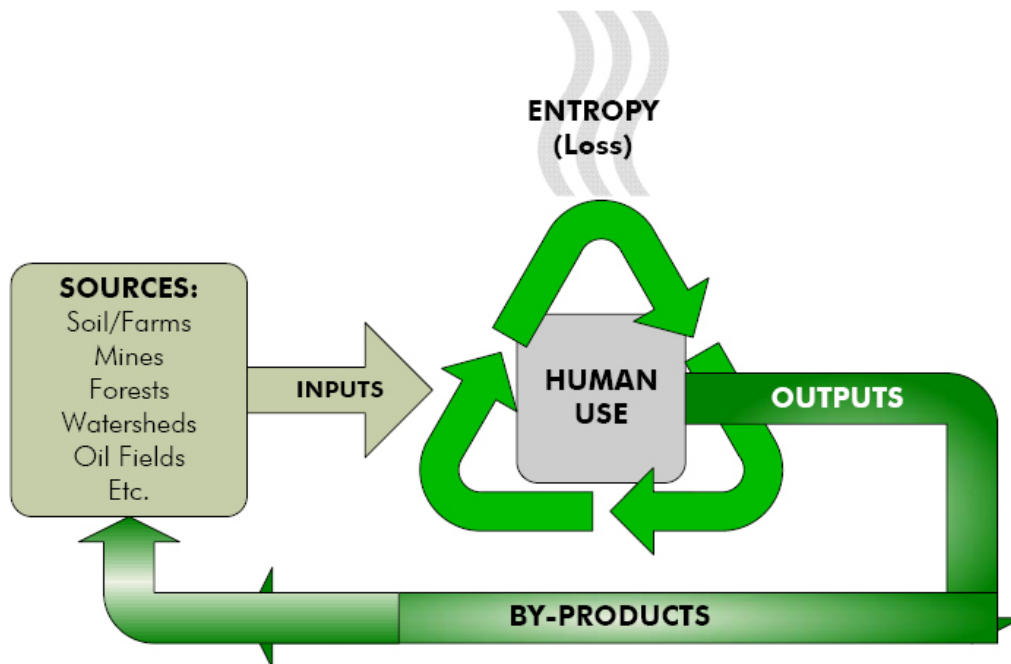 ENTROPY
(Loss)
SOURCES:
Soil/Farms
Mines
Forests
Watersheds
Oil Fields
Etc.
INPUTS
HUMAN
USE
OUTPUTS
BY-PRODUCTS